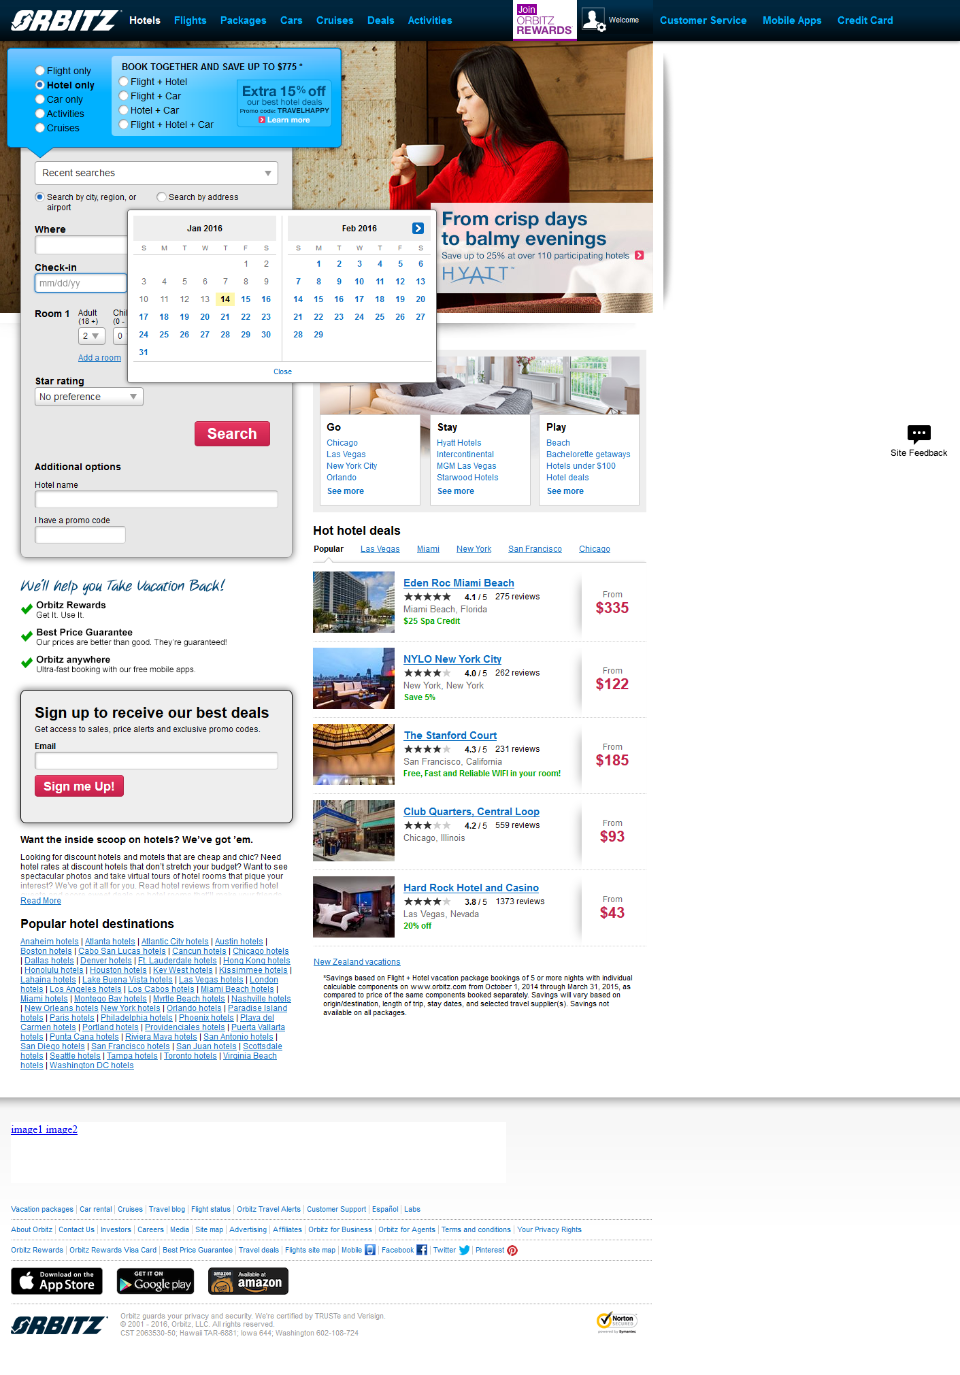 ORBITZ Hotels Flights Packages Cars Cruises Deals Activities Join ORBITZ REWARDS Welcome Customer Service Mobile Apps Credit Card
Flight only
Hotel only
Car only
Activities
Cruises
BOOK TOGETHER AND SAVE UP TO $775 *
Flight + Hotel
Flight + Car
Hotel + Car
Flight + Hotel + Car
Extra 15% off
our best hotel deals
Promo code: TRAVELHAPPY
Learn more
Recent searches
Search by city, region, or airport
Search by address
Where
Check-in
mm/dd/yy
Room 1 Adult (18 +) Chil (0 -
2 0
Add a room
Jan 2016
S M T W T F S
1 2
3 4 5 6 7 8 9
10 11 12 13 14 15 16
17 18 19 20 21 22 23
24 25 26 27 28 29 30
31
Feb 2016
S M T W T F S
1 2 3 4 5 6
7 8 9 10 11 12 13
14 15 16 17 18 19 20
21 22 23 24 25 26 27
28 29
Close
From crisp days
to balmy evenings
Save up to 25% at over 110 participating hotels
HYATT
Star rating
No preference
Search
Additional options
Hotel name
I have a promo code
Go
Chicago
Las Vegas
New York City
Orlando
See more
Stay
Hyatt Hotels
Intercontinental
MGM Las Vegas
Starwood Hotels
See more
Play
Beach
Bachelorette getaways
Hotels under $100
Hotel deals
See more
Site Feedback
We'll help you Take Vacation Back!
Orbitz Rewards
Get It. Use It.
Best Price Guarantee
Our prices are better than good. They're guaranteed!
Orbitz anywhere
Ultra-fast booking with our free mobile apps.
Sign up to receive our best deals
Get access to sales, price alerts and exclusive promo codes.
Email
Sign me Up!
Want the inside scoop on hotels? We've got 'em.
Looking for discount hotels and motels that are cheap and chic? Need
hotel rates at discount hotels that don't stretch your budget? Want to see
spectacular photos and take virtual tours of hotel rooms that pique your
interest? We've got it all for you. Read hotel reviews from verified hotel
Read More
Popular hotel destinations
Anaheim hotels | Atlanta hotels | Atlantic City hotels | Austin hotels |
Boston hotels | Cabo San Lucas hotels | Cancun hotels | Chicago hotels
| Dallas hotels | Denver hotels | Ft. Lauderdale hotels | Hong Kong hotels
| Honolulu hotels | Houston hotels | Key West hotels | Kissimmee hotels |
Lahaina hotels | Lake Buena Vista hotels | Las Vegas hotels | London
hotels | Los Angeles hotels | Los Cabos hotels | Miami Beach hotels |
Miami hotels | Montego Bay hotels | Myrtle Beach hotels | Nashville hotels
| New Orleans hotels New York hotels | Orlando hotels | Paradise Island
hotels | Paris hotels | Philadelphia hotels | Phoenix hotels | Playa del
Carmen hotels | Portland hotels | Providenciales hotels | Puerto Vallarta
hotels | Punta Cana hotels | Riviera Maya hotels | San Antonio hotels |
San Diego hotels | San Francisco hotels | San Juan hotels | Scottsdale
hotels | Seattle hotels | Tampa hotels | Toronto hotels | Virginia Beach
hotels | Washington DC hotels
Hot hotel deals
Popular Las Vegas Miami New York San Francisco Chicago
Eden Roc Miami Beach
4.1 / 5 275 reviews
Miami Beach, Florida
$25 Spa Credit
From
$335
NYLO New York City
4.0 / 5 262 reviews
New York, New York
Save 5%
From
$122
The Stanford Court
4.3 / 5 231 reviews
San Francisco, California
Free, Fast and Reliable WIFI in your room!
From
$185
Club Quarters, Central Loop
4.2 / 5 559 reviews
Chicago, Illinois
From
$93
Hard Rock Hotel and Casino
3.8 / 5 1373 reviews
Las Vegas, Nevada
20% off
From
$43
New Zealand vacations
*Savings based on Flight + Hotel vacation package bookings of 5 or more nights with individual
calculable components on www.orbitz.com from October 1, 2014 through March 31, 2015, as
compared to price of the same components booked separately. Savings will vary based on
origin/destination, length of trip, stay dates, and selected travel supplier(s). Savings not
available on all packages.
image1 image2
Vacation packages | Car rental | Cruises | Travel blog | Flight status | Orbitz Travel Alerts | Customer Support | Español | Labs
About Orbitz | Contact Us | Investors | Careers | Media | Site map | Advertising | Affiliates | Orbitz for Business | Orbitz for Agents | Terms and conditions | Your Privacy Rights
Orbitz Rewards | Orbitz Rewards Visa Card | Best Price Guarantee | Travel deals | Flights site map | Mobile | Facebook | Twitter | Pinterest
Download on the App Store
GET IT ON Google play
Available at amazon
ORBITZ
Orbitz guards your privacy and security. We're certified by TRUSTe and Verisign.
© 2001 - 2016, Orbitz, LLC. All rights reserved.
CST 2063530-50; Hawaii TAR-6881; Iowa 644; Washington 602-108-724
Norton
SECURED
powered by Symantec